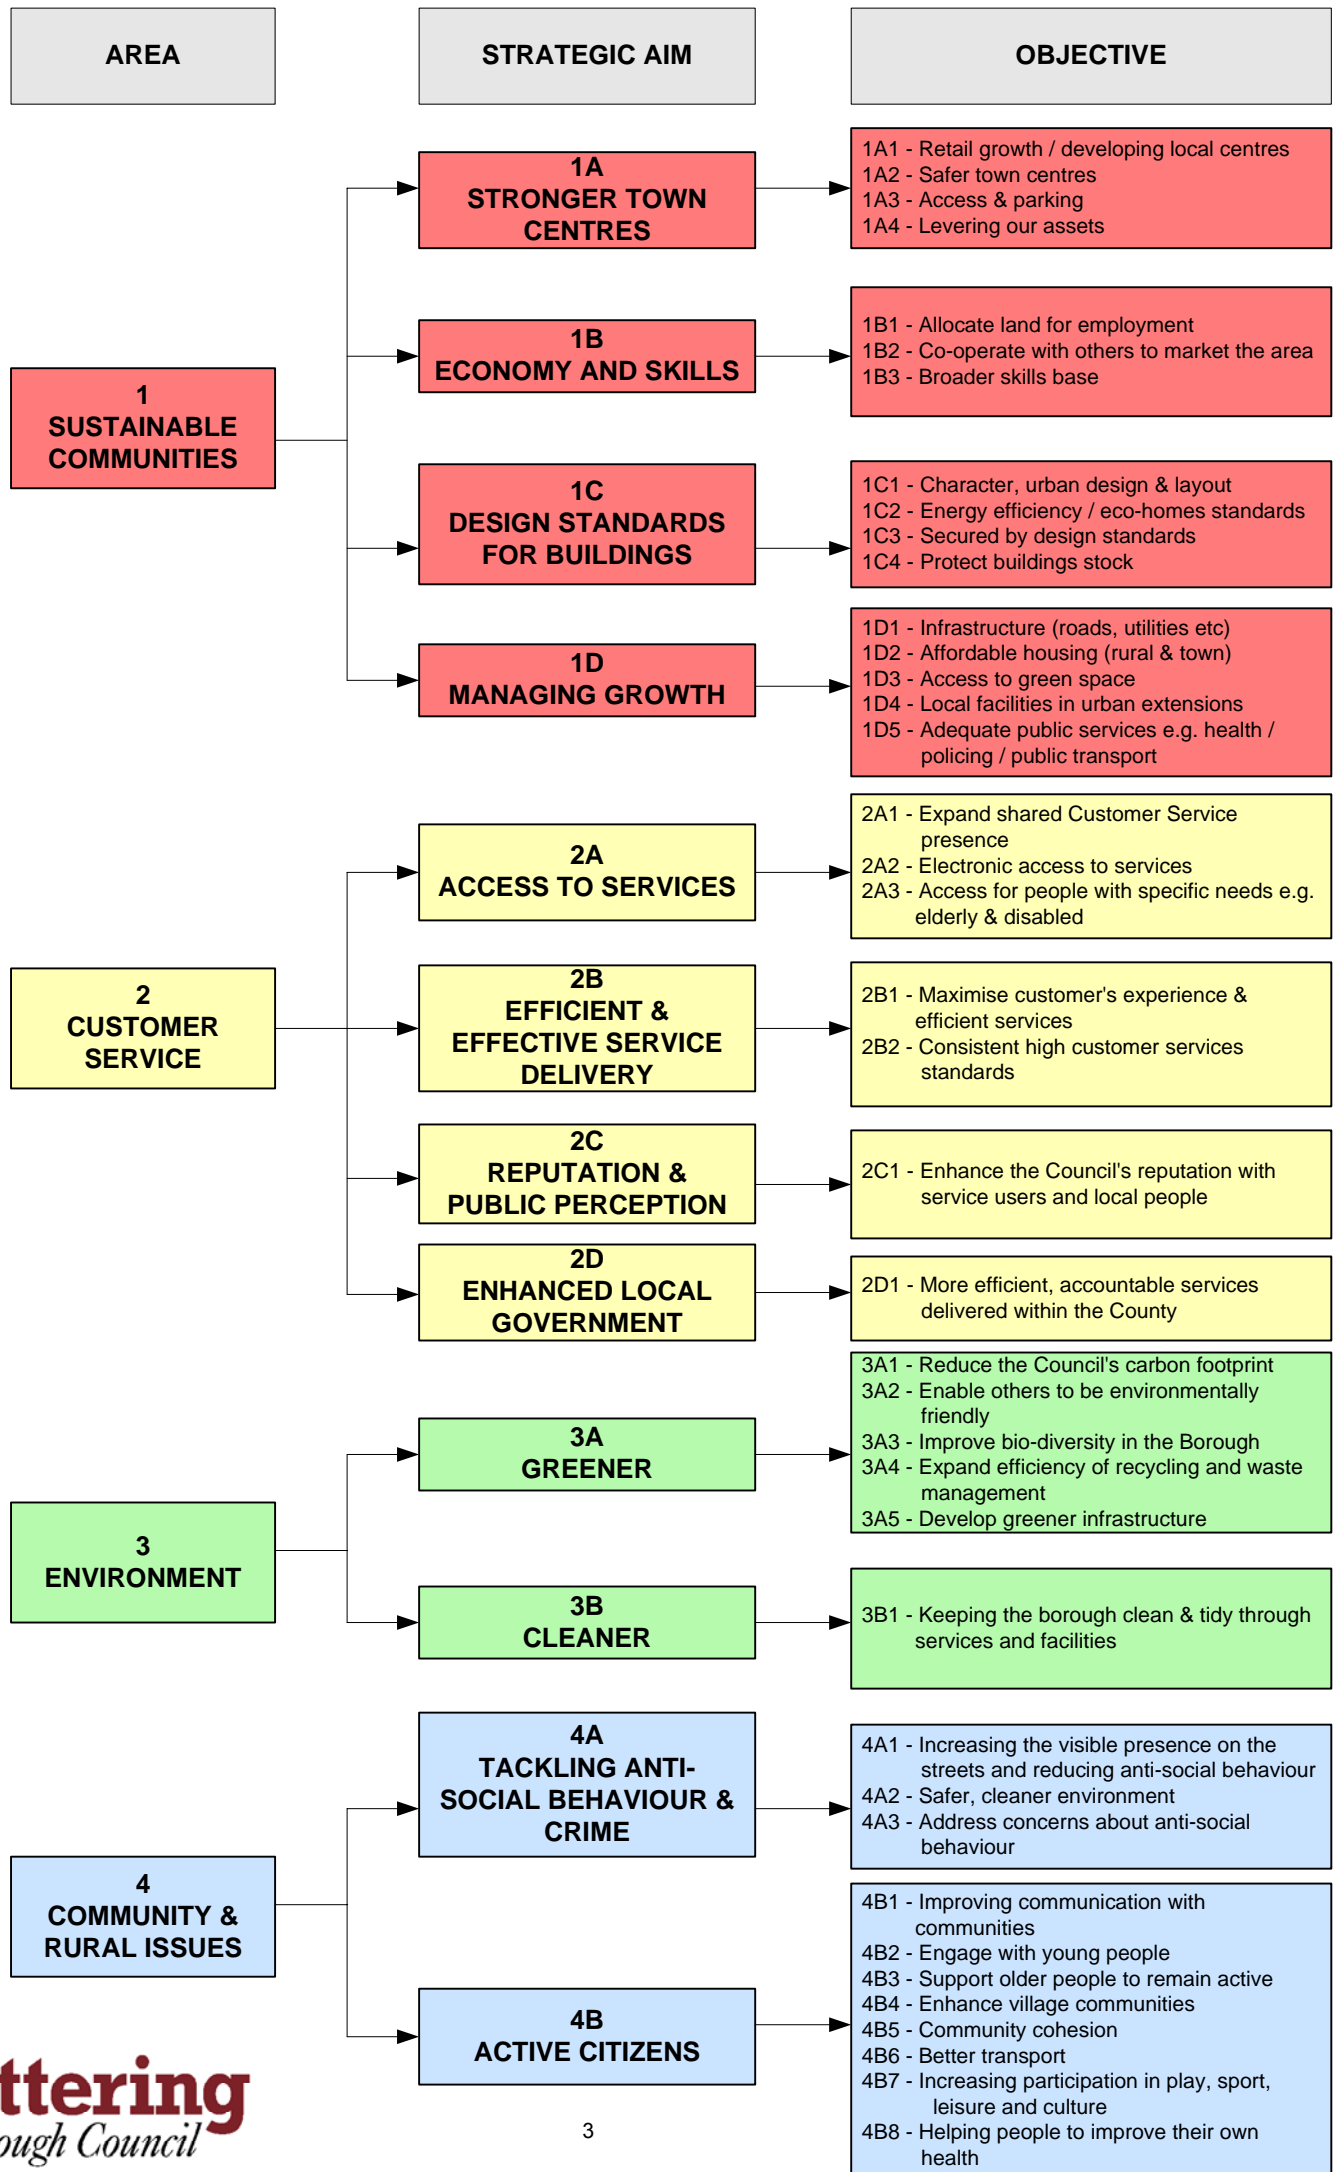 AREA
STRATEGIC AIM
OBJECTIVE
1
SUSTAINABLE
COMMUNITIES
1A
STRONGER TOWN
CENTRES
1A1 - Retail growth / developing local centres
1A2 - Safer town centres
1A3 - Access & parking
1A4 - Levering our assets
1B
ECONOMY AND SKILLS
1B1 - Allocate land for employment
1B2 - Co-operate with others to market the area
1B3 - Broader skills base
1C
DESIGN STANDARDS
FOR BUILDINGS
1C1 - Character, urban design & layout
1C2 - Energy efficiency / eco-homes standards
1C3 - Secured by design standards
1C4 - Protect buildings stock
1D
MANAGING GROWTH
1D1 - Infrastructure (roads, utilities etc)
1D2 - Affordable housing (rural & town)
1D3 - Access to green space
1D4 - Local facilities in urban extensions
1D5 - Adequate public services e.g. health /
policing / public transport
2
CUSTOMER
SERVICE
2A
ACCESS TO SERVICES
2A1 - Expand shared Customer Service
presence
2A2 - Electronic access to services
2A3 - Access for people with specific needs e.g.
elderly & disabled
2B
EFFICIENT &
EFFECTIVE SERVICE
DELIVERY
2B1 - Maximise customer's experience &
efficient services
2B2 - Consistent high customer services
standards
2C
REPUTATION &
PUBLIC PERCEPTION
2C1 - Enhance the Council's reputation with
service users and local people
2D
ENHANCED LOCAL
GOVERNMENT
2D1 - More efficient, accountable services
delivered within the County
3
ENVIRONMENT
3A
GREENER
3A1 - Reduce the Council's carbon footprint
3A2 - Enable others to be environmentally
friendly
3A3 - Improve bio-diversity in the Borough
3A4 - Expand efficiency of recycling and waste
management
3A5 - Develop greener infrastructure
3B
CLEANER
3B1 - Keeping the borough clean & tidy through
services and facilities
4
COMMUNITY &
RURAL ISSUES
4A
TACKLING ANTI-
SOCIAL BEHAVIOUR &
CRIME
4A1 - Increasing the visible presence on the
streets and reducing anti-social behaviour
4A2 - Safer, cleaner environment
4A3 - Address concerns about anti-social
behaviour
4B
ACTIVE CITIZENS
4B1 - Improving communication with
communities
4B2 - Engage with young people
4B3 - Support older people to remain active
4B4 - Enhance village communities
4B5 - Community cohesion
4B6 - Better transport
4B7 - Increasing participation in play, sport,
leisure and culture
4B8 - Helping people to improve their own
health
ttering
ough Council
3